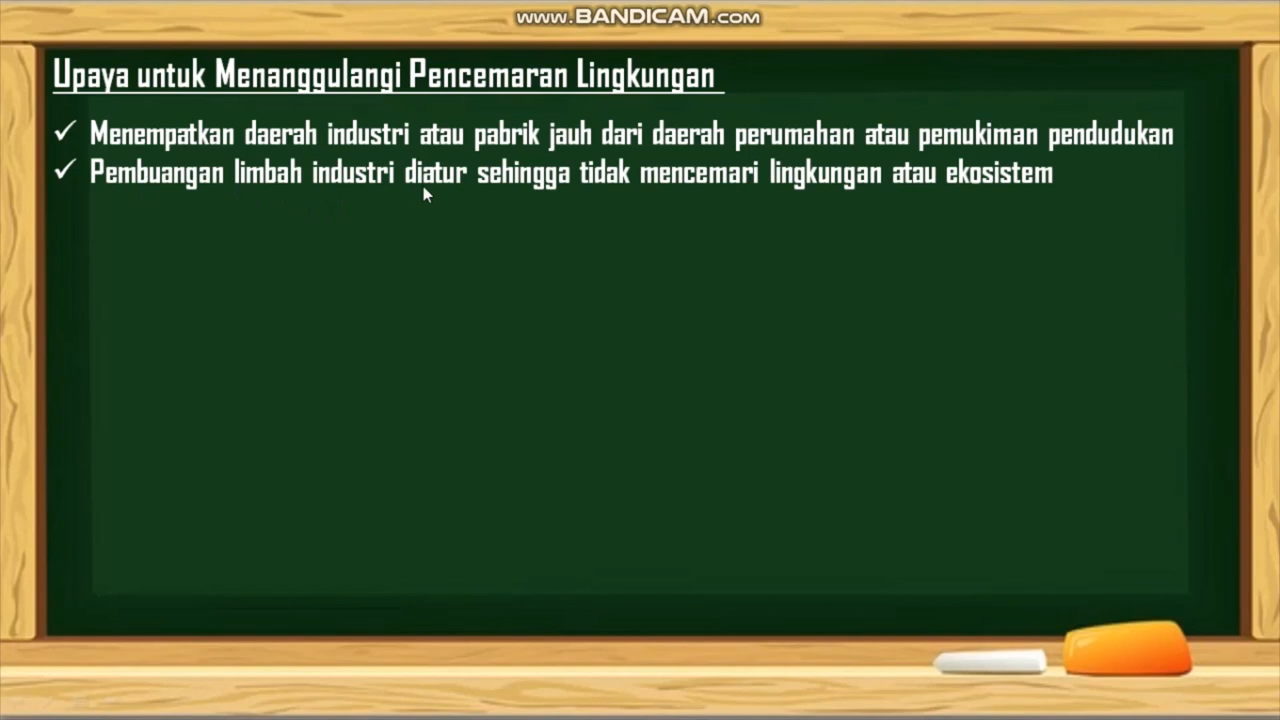 www.BANDICAM.com
Upaya untuk Menanggulangi Pencemaran Lingkungan
✓ Menempatkan daerah industri atau pabrik jauh dari daerah perumahan atau pemukiman pendudukan
✓ Pembuangan limbah industri diatur sehingga tidak mencemari lingkungan atau ekosistem